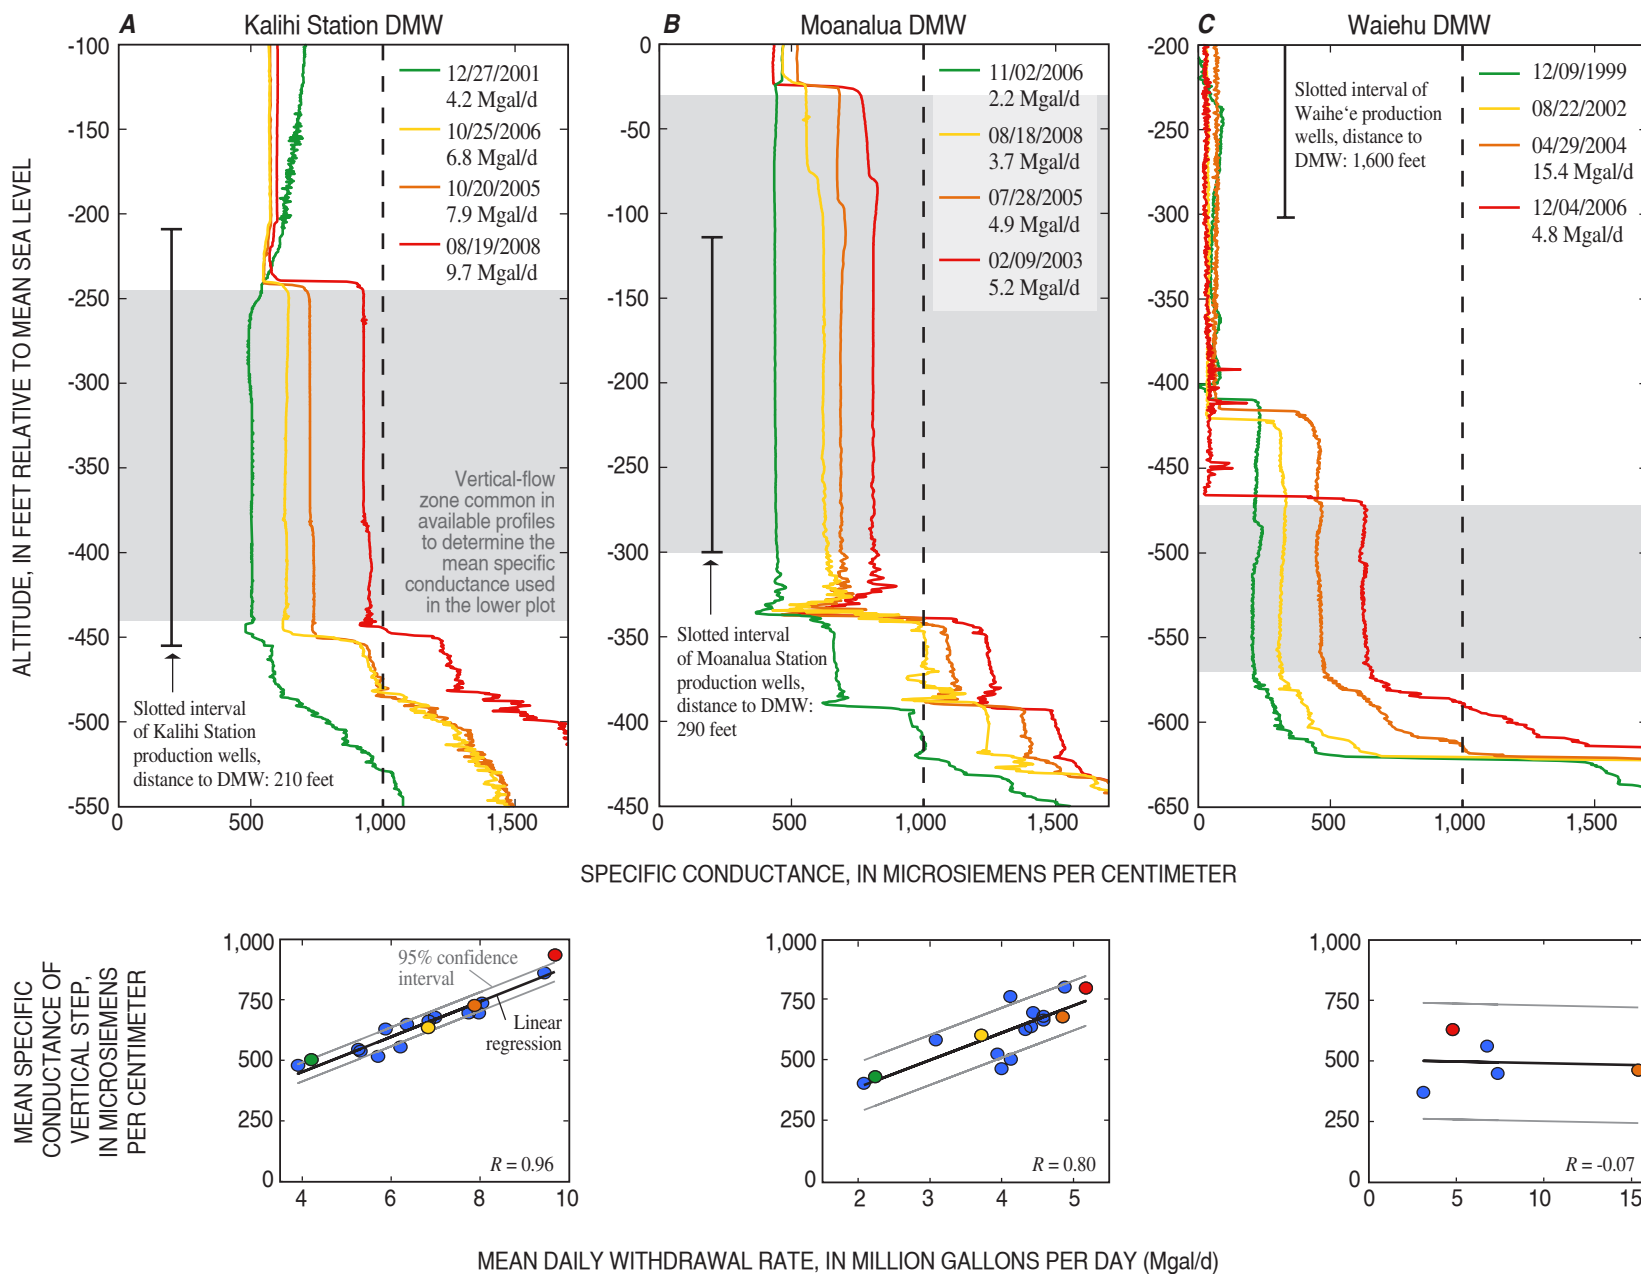 A Kalihi Station DMW
-100
-150
-200
-250
-300
-350
-400
-450
-500
-550
0 500 1,000 1,500
12/27/2001
4.2 Mgal/d
10/25/2006
6.8 Mgal/d
10/20/2005
7.9 Mgal/d
08/19/2008
9.7 Mgal/d
Vertical-flow
zone common in
available profiles
to determine the
mean specific
conductance used
in the lower plot
Slotted interval
of Kalihi Station
production wells,
distance to DMW: 210 feet
B Moanalua DMW
0
-50
-100
-150
-200
-250
-300
-350
-400
-450
0 500 1,000 1,500
11/02/2006
2.2 Mgal/d
08/18/2008
3.7 Mgal/d
07/28/2005
4.9 Mgal/d
02/09/2003
5.2 Mgal/d
Slotted interval
of Moanalua Station
production wells,
distance to DMW:
290 feet
C Waiehu DMW
-200
-250
-300
-350
-400
-450
-500
-550
-600
-650
0 500 1,000 1,500
Slotted interval of
Waihe‘e production
wells, distance to
DMW: 1,600 feet
12/09/1999
08/22/2002
04/29/2004
15.4 Mgal/d
12/04/2006
4.8 Mgal/d
ALTITUDE, IN FEET RELATIVE TO MEAN SEA LEVEL
SPECIFIC CONDUCTANCE, IN MICROSIEMENS PER CENTIMETER
MEAN SPECIFIC
CONDUCTANCE OF
VERTICAL STEP,
IN MICROSIEMENS
PER CENTIMETER
1,000
750
500
250
0
4 6 8 10
95% confidence
interval
Linear
regression
R = 0.96
1,000
750
500
250
0
2 3 4 5
R = 0.80
1,000
750
500
250
0
0 5 10 15
R = -0.07
MEAN DAILY WITHDRAWAL RATE, IN MILLION GALLONS PER DAY (Mgal/d)